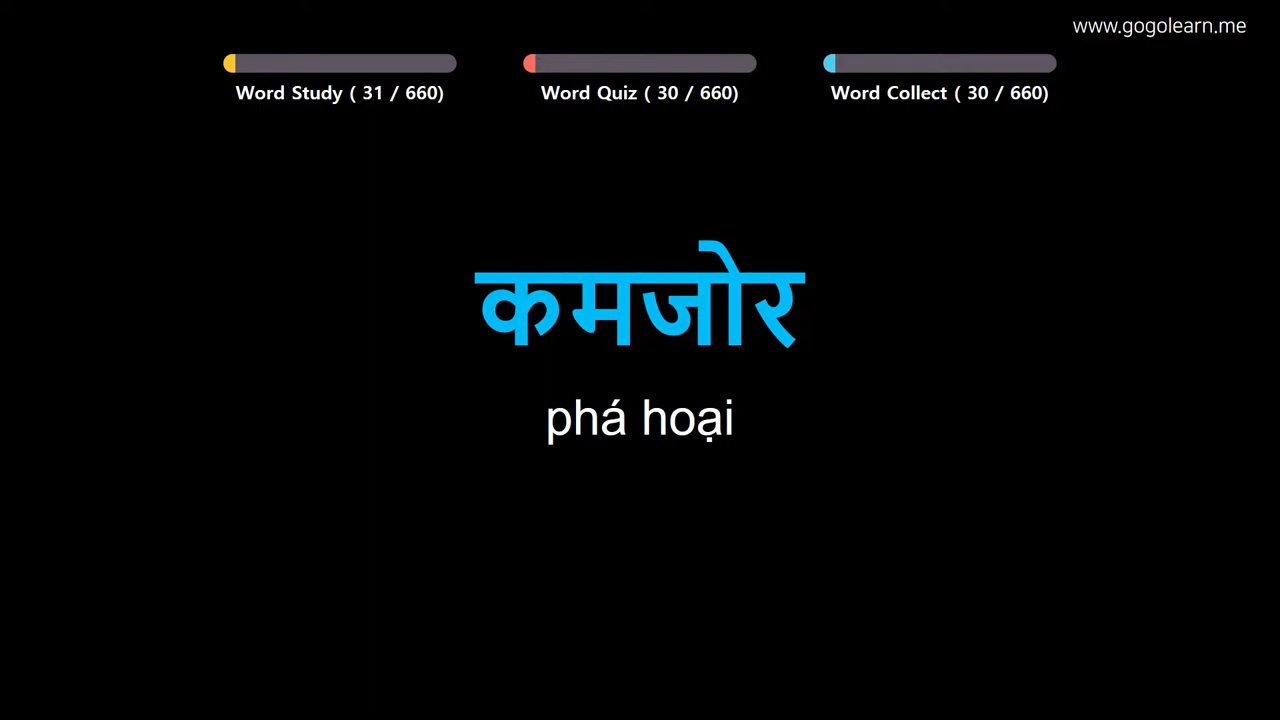 www.gogolearn.me
Word Study ( 31 / 660)
Word Quiz ( 30 / 660)
Word Collect ( 30 / 660)
कमजोर
phá hoại